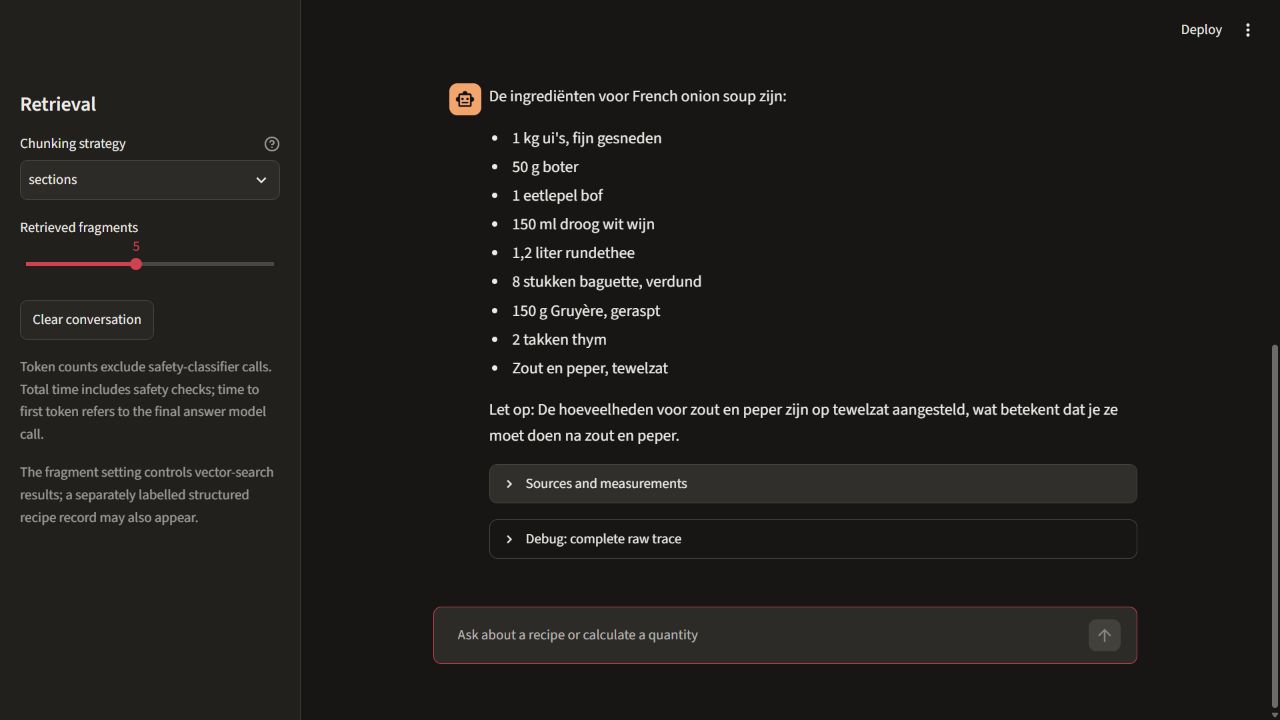 Deploy
Retrieval
Chunking strategy
sections
Retrieved fragments
5
Clear conversation
Token counts exclude safety-classifier calls.
Total time includes safety checks; time to
first token refers to the final answer model
call.
The fragment setting controls vector-search
results; a separately labelled structured
recipe record may also appear.
De ingrediënten voor French onion soup zijn:
1 kg ui's, fijn gesneden
50 g boter
1 eetlepel bof
150 ml droog wit wijn
1,2 liter rundethee
8 stukken baguette, verdund
150 g Gruyère, geraspt
2 takken thym
Zout en peper, tewelzat
Let op: De hoeveelheden voor zout en peper zijn op tewelzat aangesteld, wat betekent dat je ze
moet doen na zout en peper.
Sources and measurements
Debug: complete raw trace
Ask about a recipe or calculate a quantity